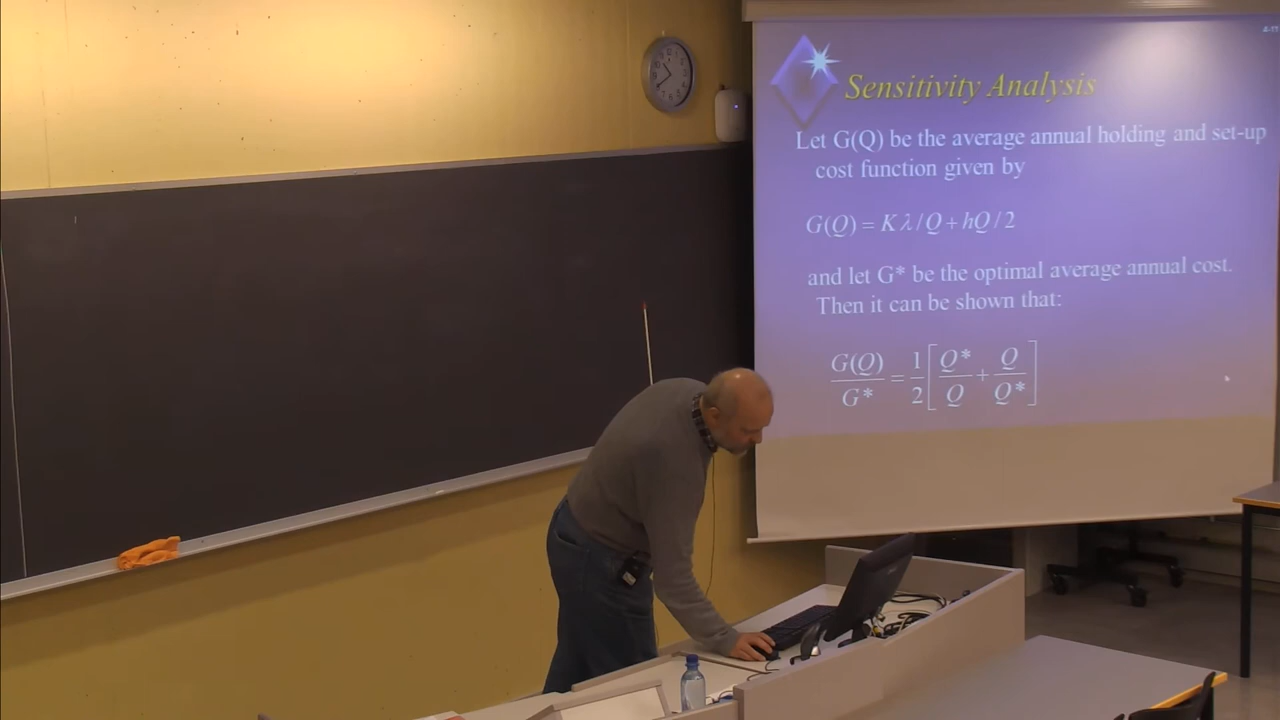 Sensitivity Analysis
Let G(Q) be the average annual holding and set-up
cost function given by
G(Q) = K λ / Q + hQ / 2
and let G* be the optimal average annual cost.
Then it can be shown that:
G(Q)/G* = 1/2 [Q*/Q + Q/Q*]